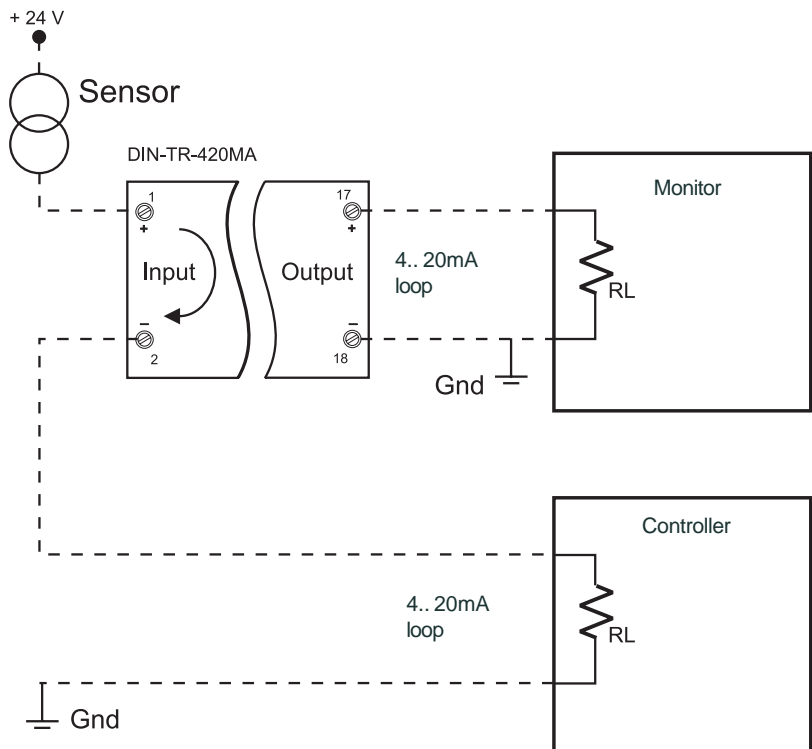 + 24 V
Sensor
DIN-TR-420MA
1
+
Input
–
2
17
+
Output
–
18
4.. 20mA
loop
Gnd
Monitor
RL
Controller
4.. 20mA
loop
RL
Gnd